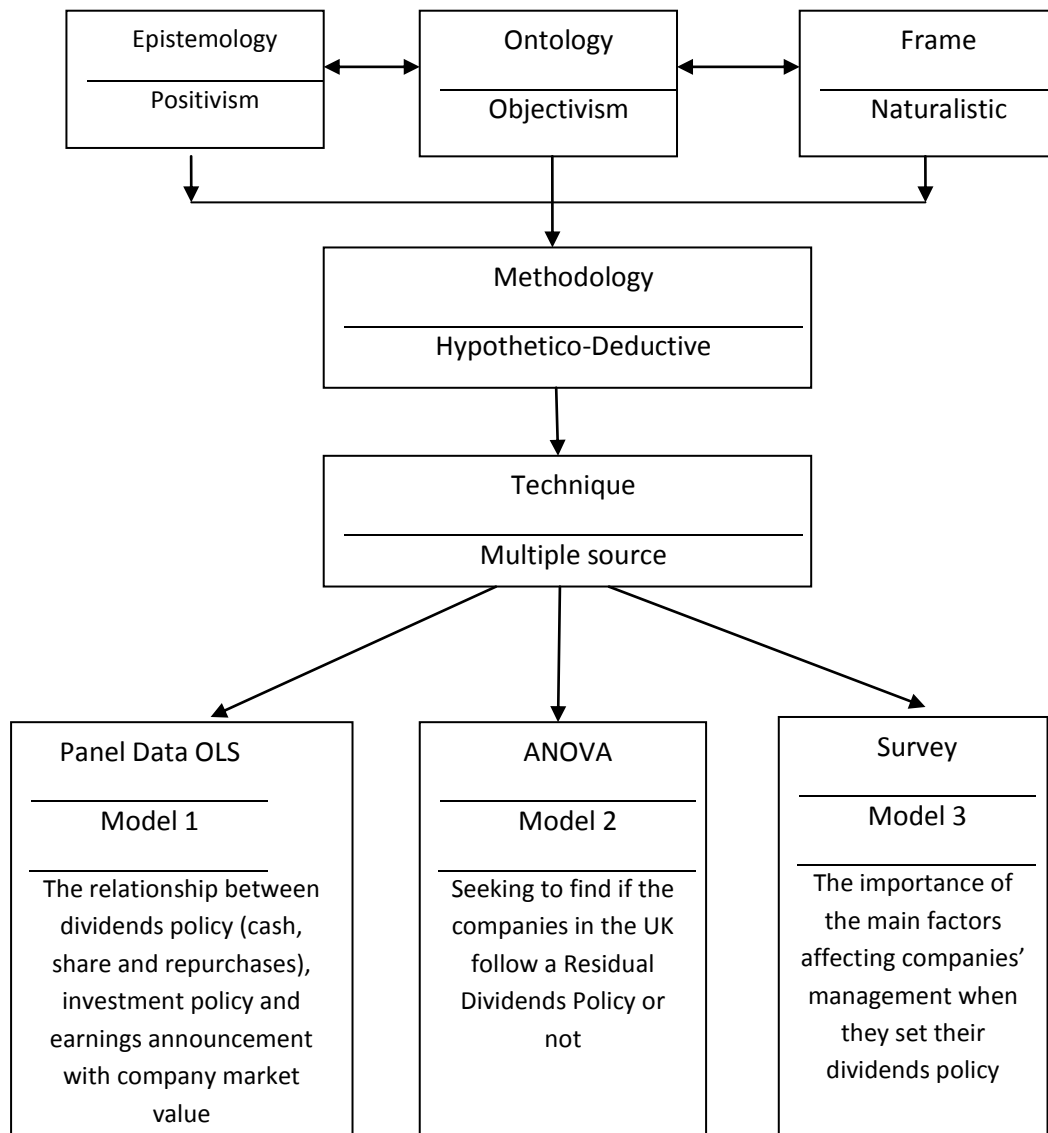 Epistemology
Positivism
Ontology
Objectivism
Frame
Naturalistic
Methodology
Hypothetico-Deductive
Technique
Multiple source
Panel Data OLS
Model 1
The relationship between
dividends policy (cash,
share and repurchases),
investment policy and
earnings announcement
with company market
value
ANOVA
Model 2
Seeking to find if the
companies in the UK
follow a Residual
Dividends Policy or
not
Survey
Model 3
The importance of
the main factors
affecting companies’
management when
they set their
dividends policy